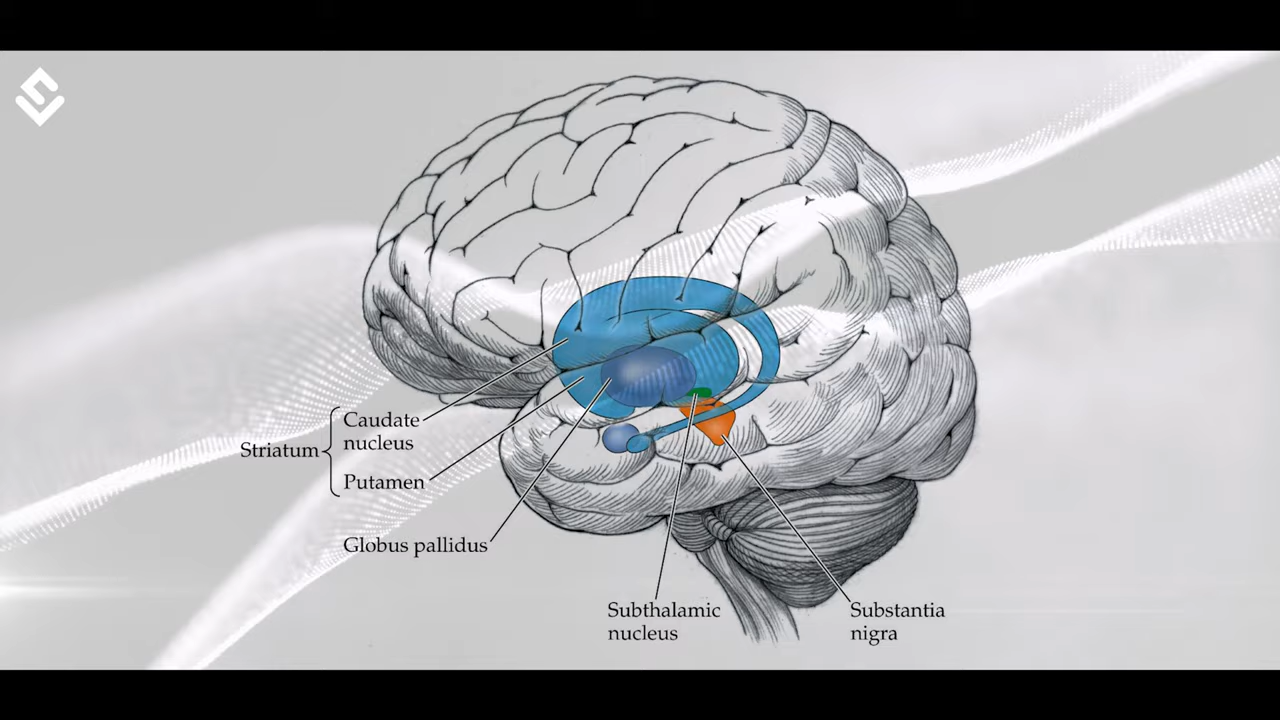 Caudate
nucleus
Striatum
Putamen
Globus pallidus
Subthalamic
nucleus
Substantia
nigra